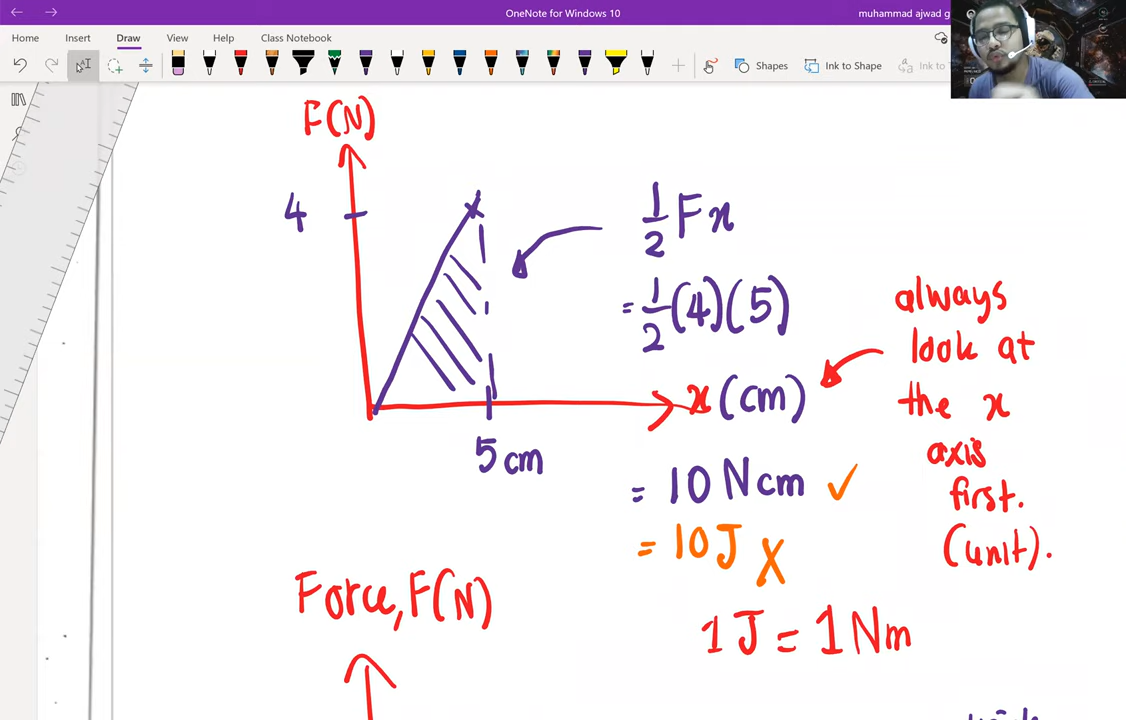 OneNote for Windows 10
muhammad ajwad g
Home Insert Draw View Help Class Notebook
Shapes Ink to Shape Ink to
F(N)
4
1/2 Fx
= 1/2 (4)(5)
x (cm)
5 cm
always
look at
the x
axis
first.
(unit).
= 10 Ncm ✓
= 10 J X
1 J = 1 Nm
Force, F(N)